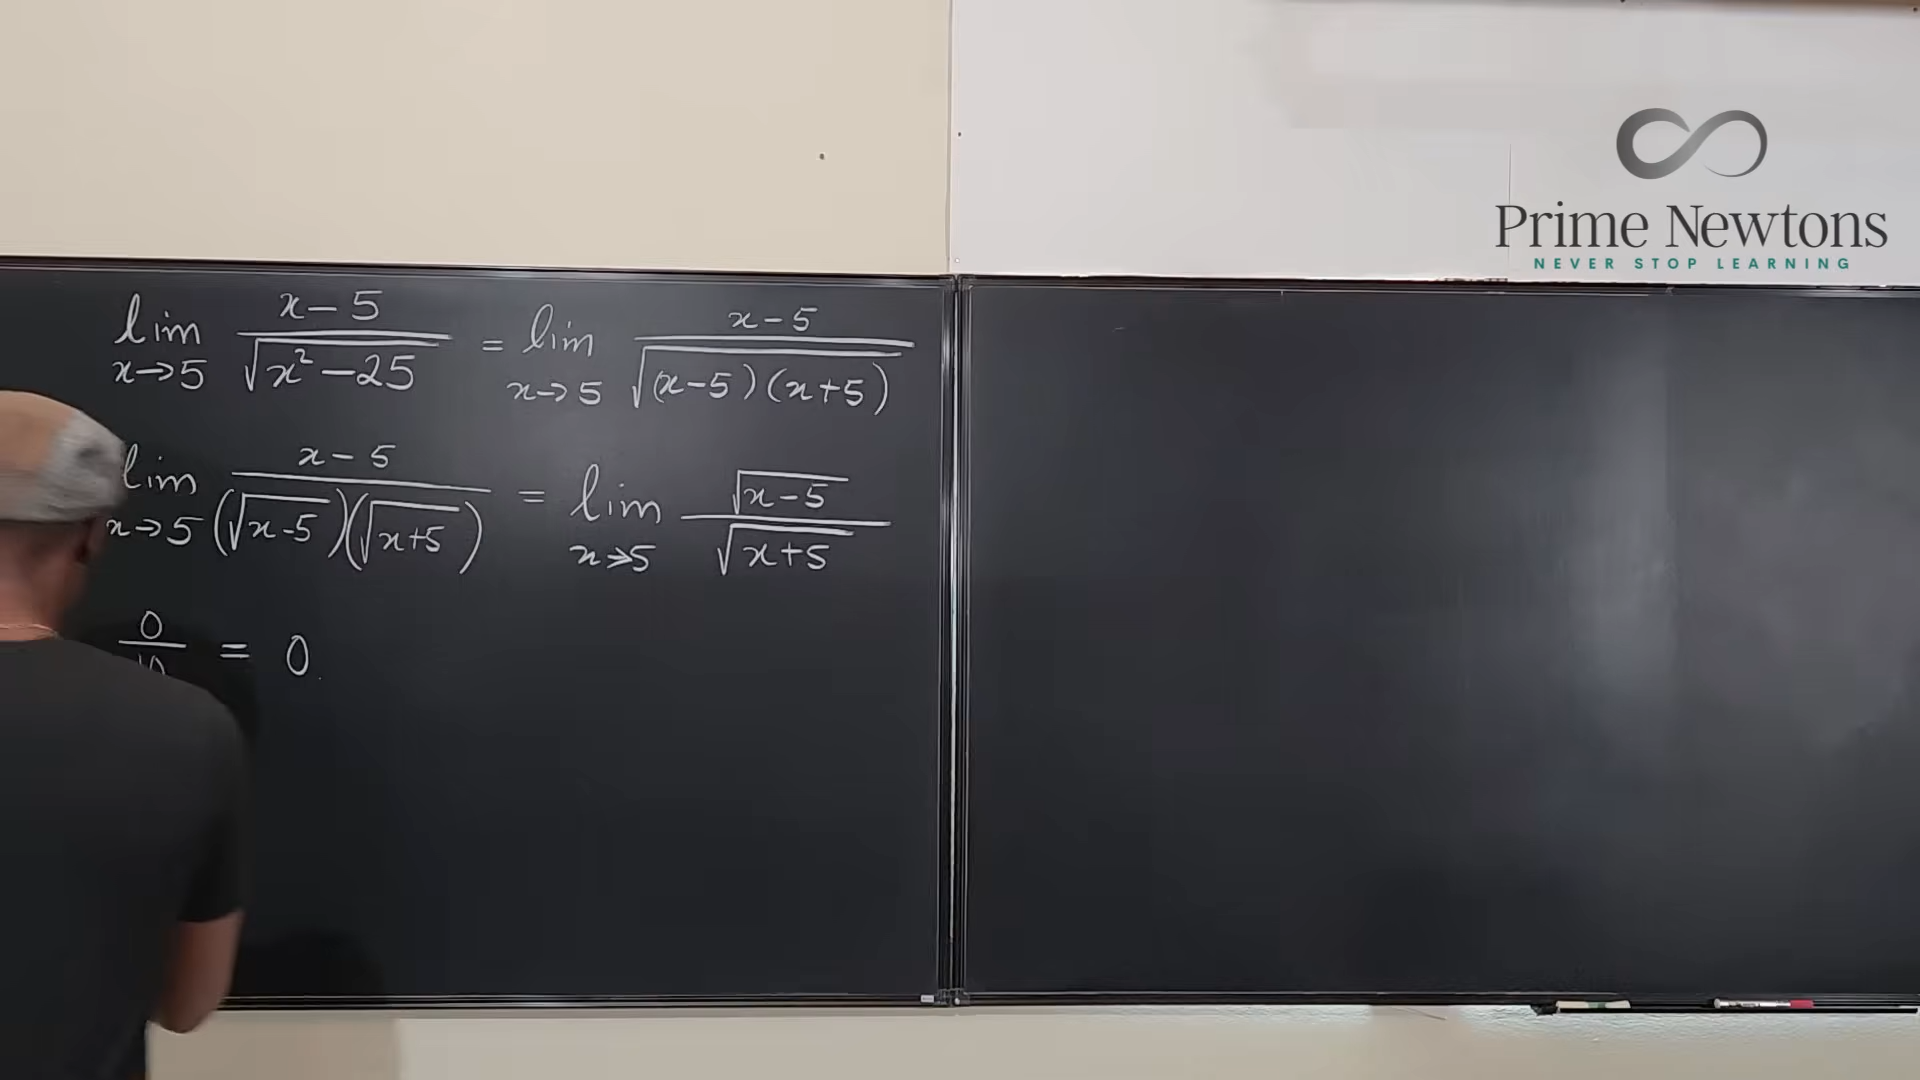 Prime Newtons
NEVER STOP LEARNING
lim x→5 x-5 / √(x²-25) = lim x→5 x-5 / √((x-5)(x+5))
lim x→5 x-5 / (√(x-5))(√(x+5)) = lim x→5 √(x-5) / √(x+5)
0 / 10 = 0